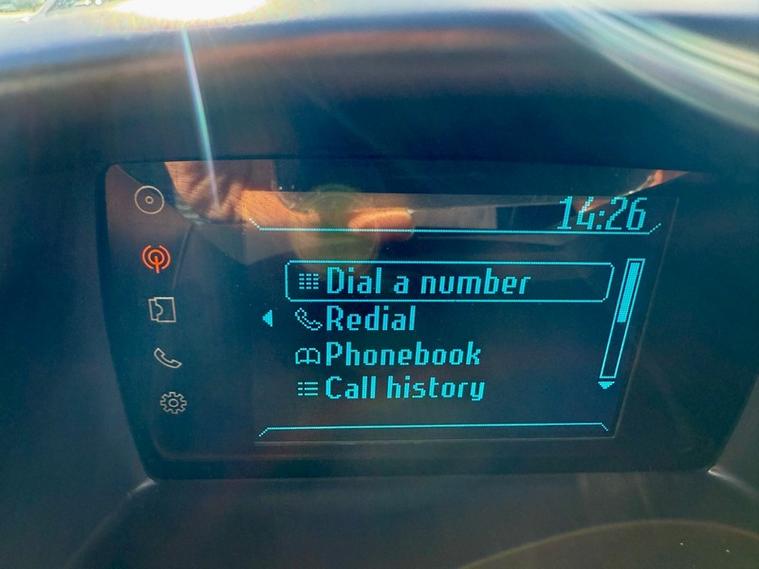 14:26
Dial a number
Redial
Phonebook
Call history